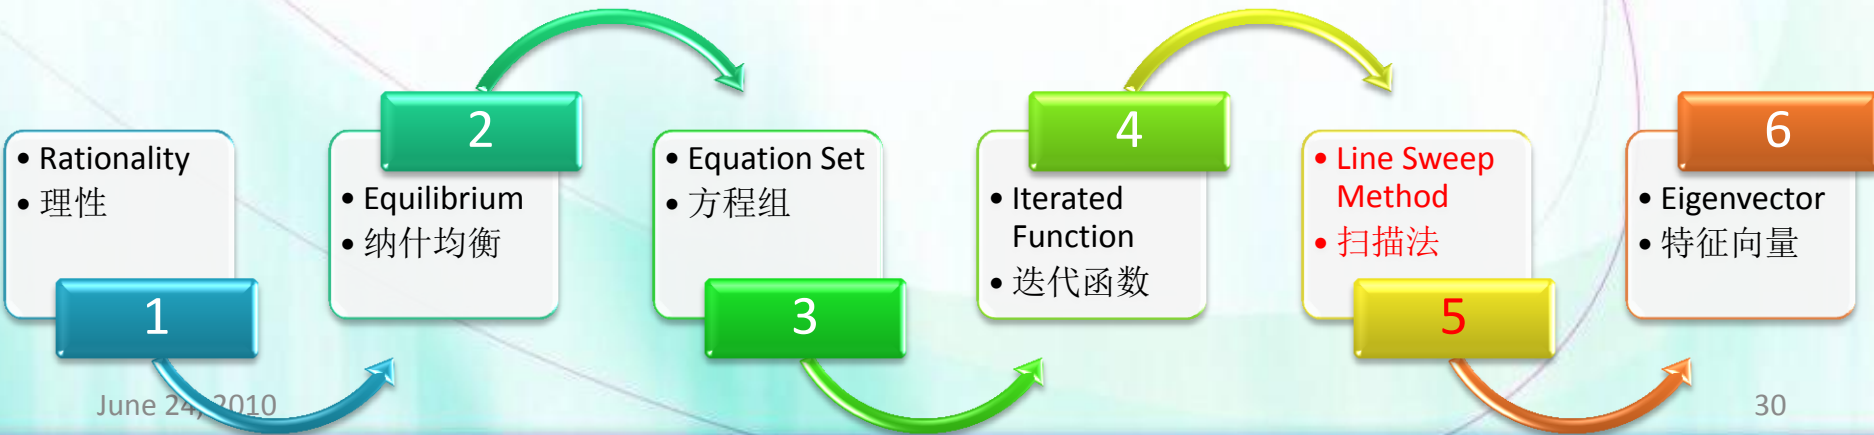 • Rationality
• 理性
1
2
• Equilibrium
• 纳什均衡
• Equation Set
• 方程组
3
4
• Iterated
Function
• 迭代函数
• Line Sweep
Method
• 扫描法
5
6
• Eigenvector
• 特征向量
June 24, 2010
30